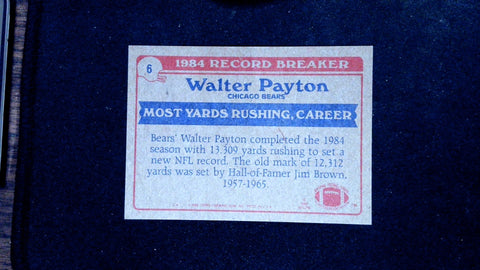 6
1984 RECORD BREAKER
Walter Payton
CHICAGO BEARS
MOST YARDS RUSHING, CAREER
Bears' Walter Payton completed the 1984
season with 13,309 yards rushing to set a
new NFL record. The old mark of 12,312
yards was set by Hall-of-Famer Jim Brown,
1957-1965.